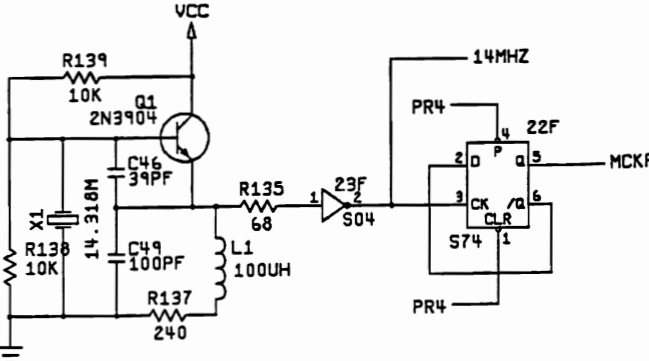 VCC
R139
10K
14MHZ
Q1
2N3904
PR4
4
22F
P
2
D
Q
5
C46
39PF
R135
68
1
23F
2
S04
3
CK
/Q
6
CLR
S74
1
X1
14.318M
R138
10K
C49
100PF
L1
100UH
R137
240
PR4